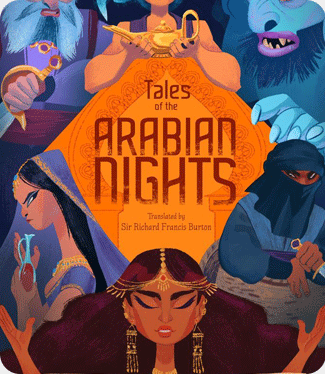 Tales
of the
ARABIAN
NIGHTS
Translated by
Sir Richard Francis Burton